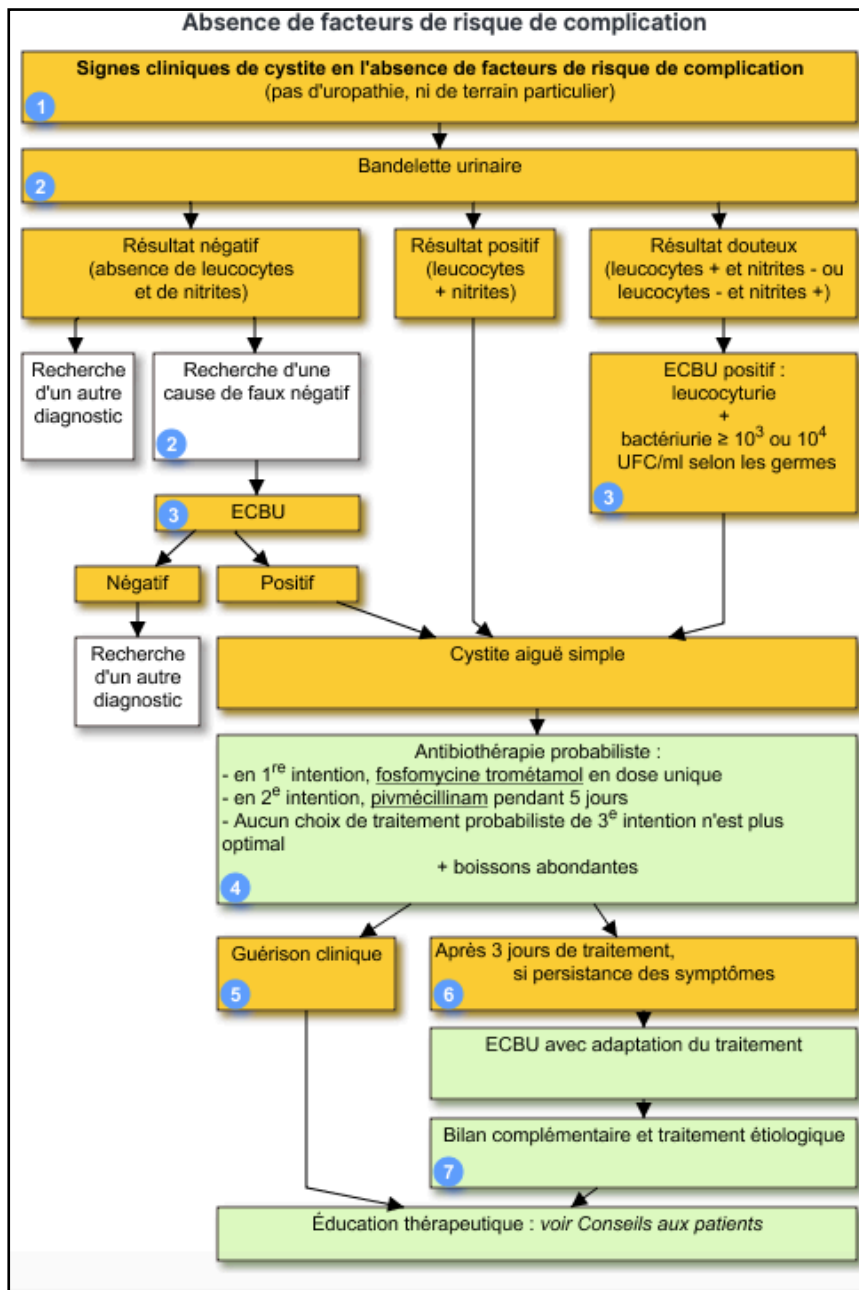 Absence de facteurs de risque de complication
Signes cliniques de cystite en l'absence de facteurs de risque de complication
(pas d'uropathie, ni de terrain particulier)
1
Bandelette urinaire
2
Résultat négatif
(absence de leucocytes
et de nitrites)
Résultat positif
(leucocytes
+ nitrites)
Résultat douteux
(leucocytes + et nitrites - ou
leucocytes - et nitrites +)
Recherche
d'un autre
diagnostic
Recherche d'une
cause de faux négatif
2
ECBU positif :
leucocyturie
+
bactériurie ≥ 10³ ou 10⁴
UFC/ml selon les germes
3
3
ECBU
Négatif
Positif
Recherche
d'un autre
diagnostic
Cystite aiguë simple
Antibiothérapie probabiliste :
- en 1re intention, fosfomycine trométamol en dose unique
- en 2e intention, pivmécillinam pendant 5 jours
- Aucun choix de traitement probabiliste de 3e intention n'est plus
optimal
+ boissons abondantes
4
Guérison clinique
5
Après 3 jours de traitement,
si persistance des symptômes
6
ECBU avec adaptation du traitement
Bilan complémentaire et traitement étiologique
7
Éducation thérapeutique : voir Conseils aux patients